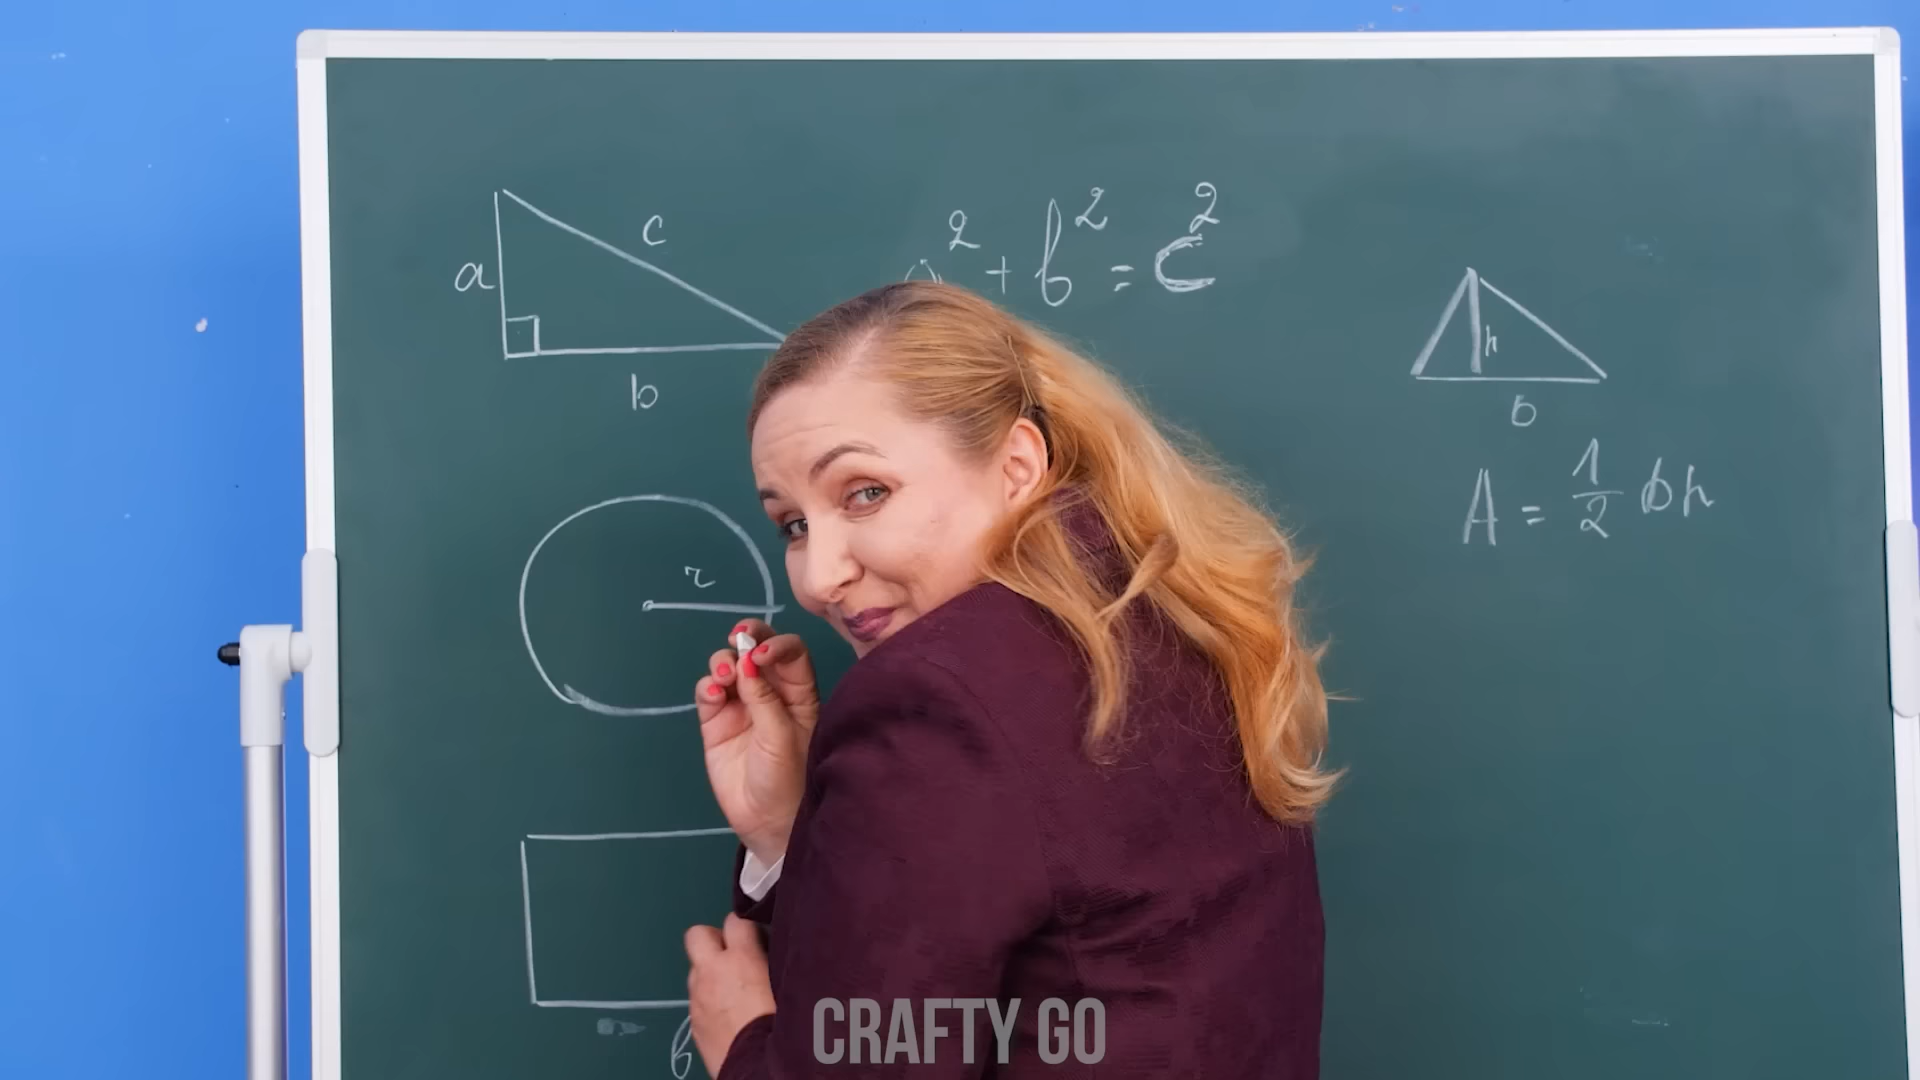 c
a² + b² = c²
a
h
b
b
A = 1/2 bh
r
b
CRAFTY GO